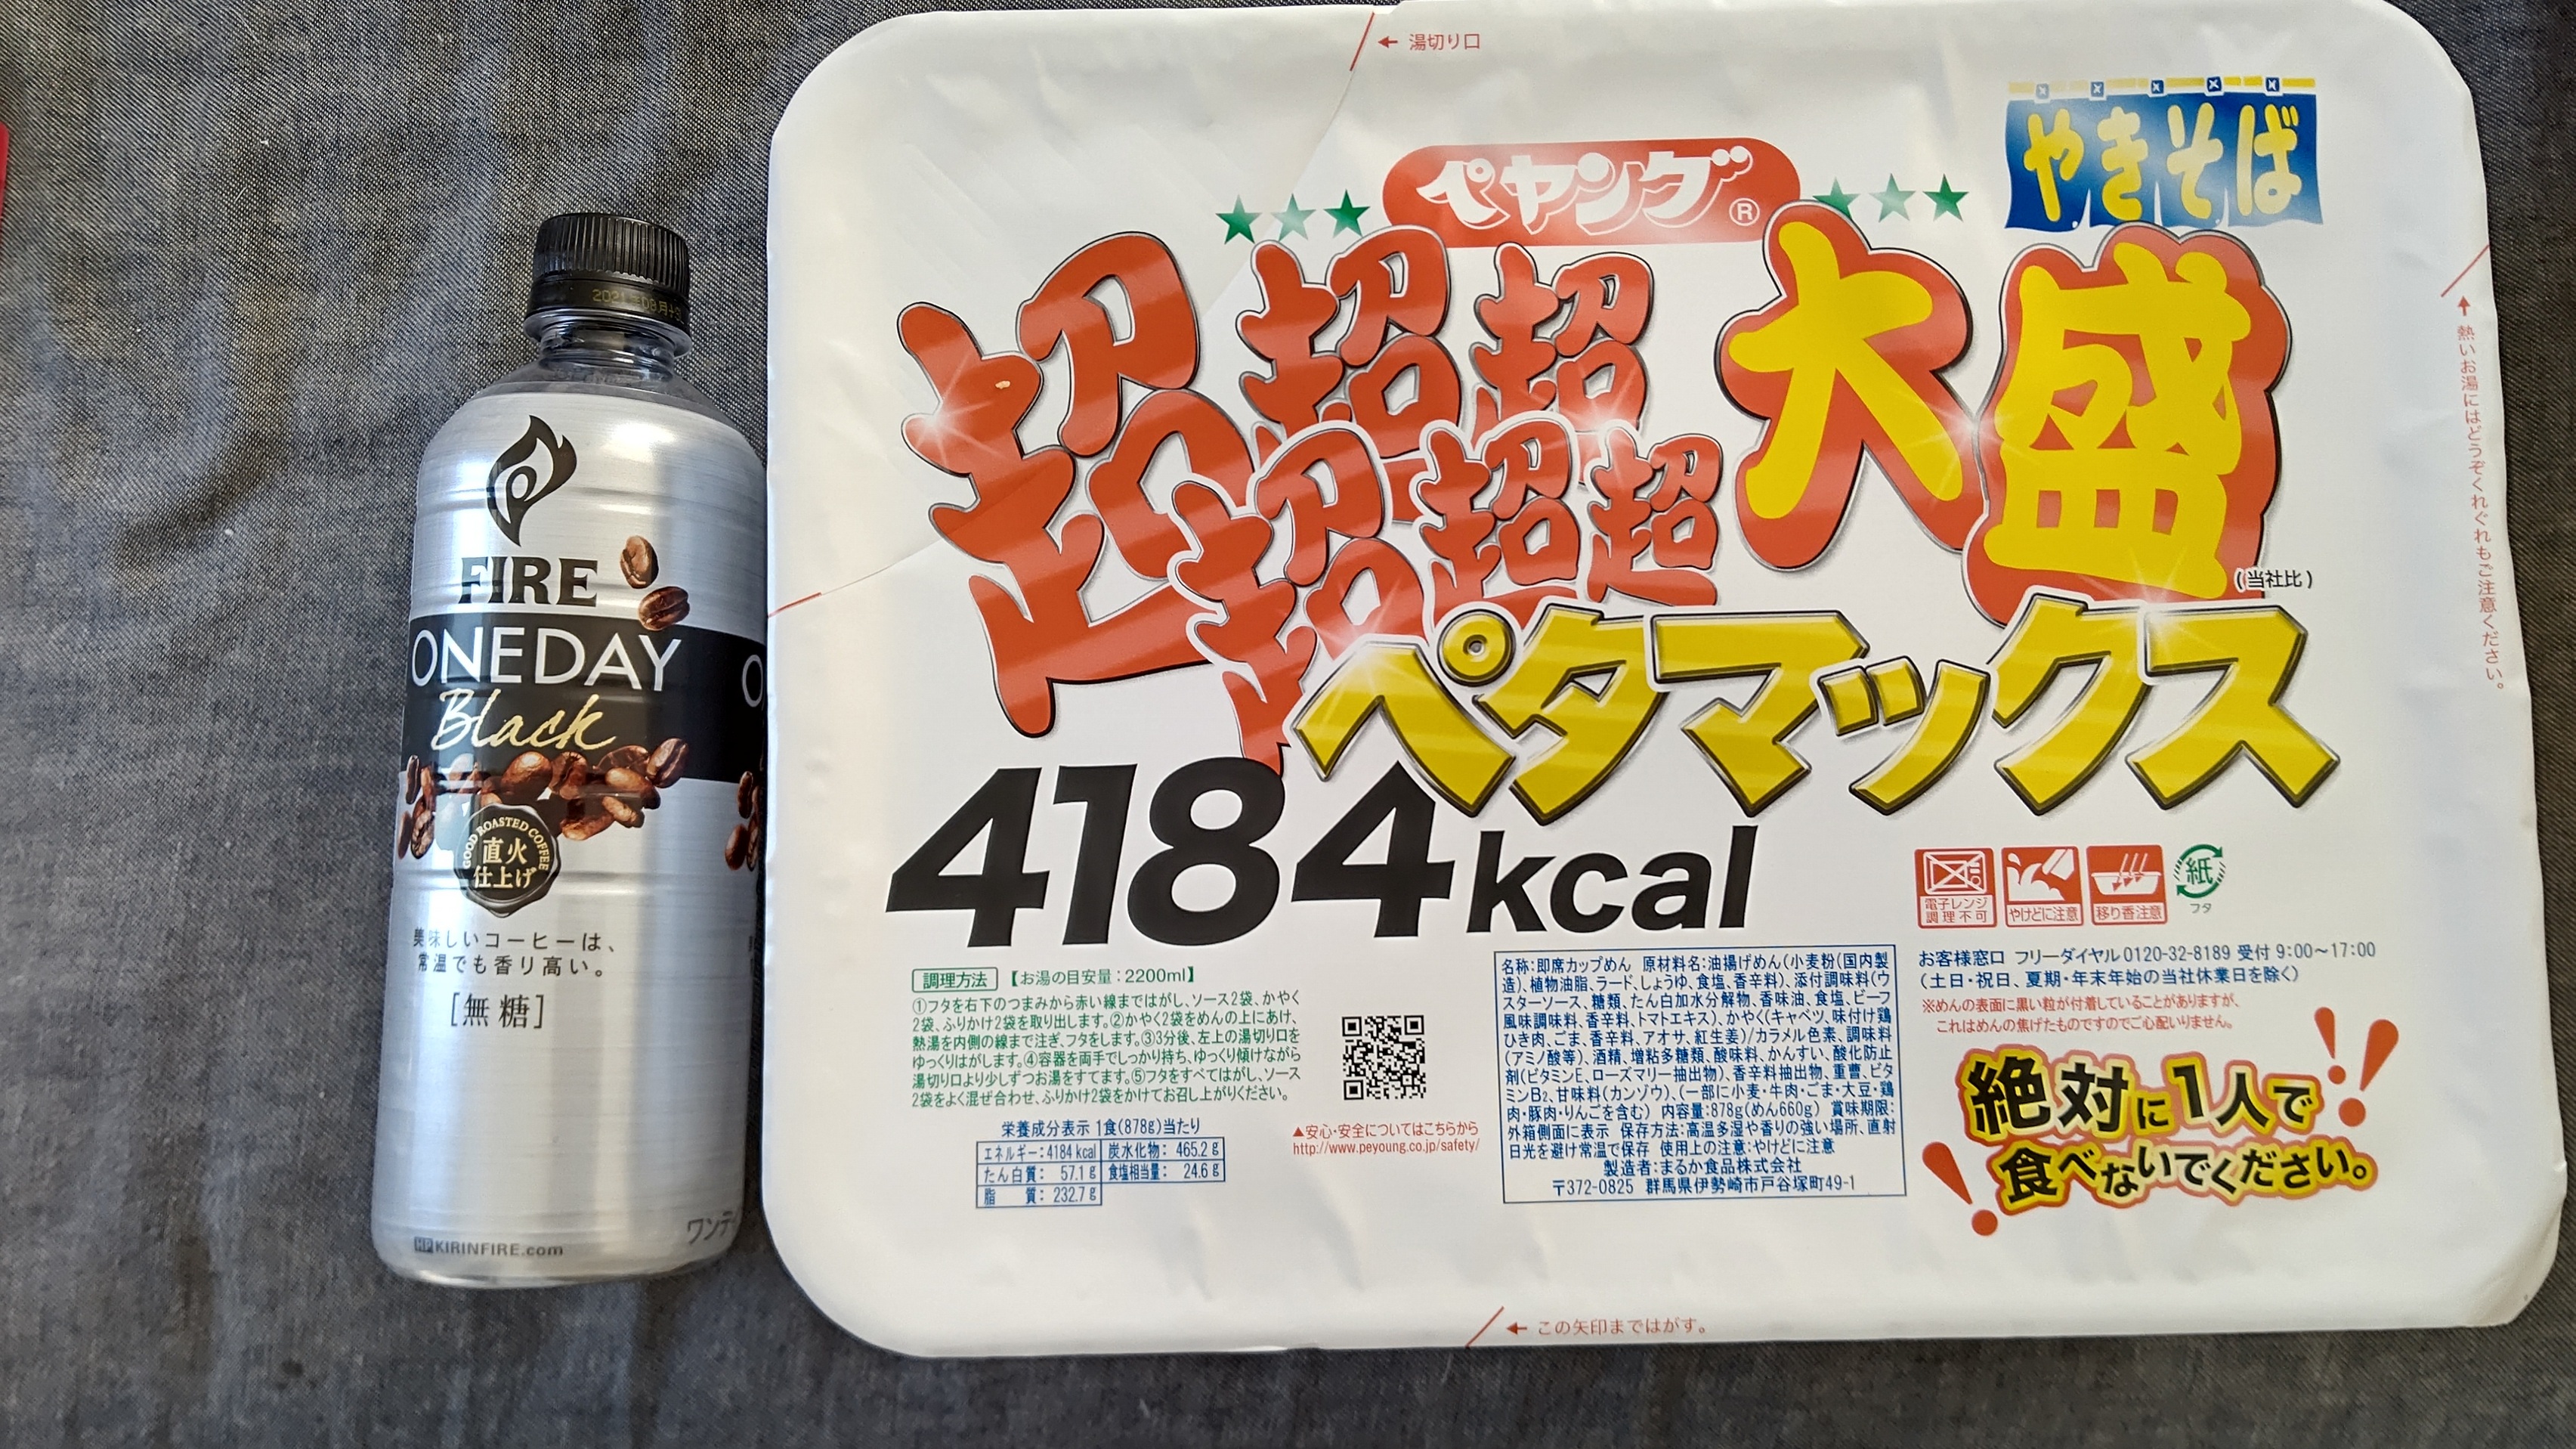 2021年09月
FIRE
ONEDAY
Black
GOOD ROASTED COFFEE
直火
仕上げ
美味しいコーヒーは、
常温でも香り高い。
[無糖]
HP KIRINFIRE.com
ワンデ
← 湯切り口
やきそば
ペヤング®
超超超超超超大盛
(当社比)
ペタマックス
4184kcal
↑熱いお湯にはどうぞくれぐれもご注意ください。
電子レンジ
調理不可
やけどに注意
移り香注意
紙
フタ
調理方法 【お湯の目安量:2200ml】
①フタを右下のつまみから赤い線まではがし、ソース2袋、かやく
2袋、ふりかけ2袋を取り出します。②かやく2袋をめんの上にあけ、
熱湯を内側の線まで注ぎ、フタをします。③3分後、左上の湯切り口を
ゆっくりはがします。④容器を両手でしっかり持ち、ゆっくり傾けながら
湯切り口より少しずつお湯をすてます。⑤フタをすべてはがし、ソース
2袋をよく混ぜ合わせ、ふりかけ2袋をかけてお召し上がりください。
栄養成分表示 1食(878g)当たり
エネルギー:4184kcal 炭水化物: 465.2g
たん白質: 57.1g 食塩相当量: 24.6g
脂質: 232.7g
▲安心・安全についてはこちらから
http://www.peyoung.co.jp/safety/
名称:即席カップめん 原材料名:油揚げめん(小麦粉(国内製
造)、植物油脂、ラード、しょうゆ、食塩、香辛料)、添付調味料(ウ
スターソース、糖類、たん白加水分解物、香味油、食塩、ビーフ
風味調味料、香辛料、トマトエキス)、かやく(キャベツ、味付け鶏
ひき肉、ごま、香辛料、アオサ、紅生姜)/カラメル色素、調味料
(アミノ酸等)、酒精、増粘多糖類、酸味料、かんすい、酸化防止
剤(ビタミンE、ローズマリー抽出物)、香辛料抽出物、重曹、ビタ
ミンB₂、甘味料(カンゾウ)、(一部に小麦・牛肉・ごま・大豆・鶏
肉・豚肉・りんごを含む) 内容量:878g(めん660g) 賞味期限:
外箱側面に表示 保存方法:高温多湿や香りの強い場所、直射
日光を避け常温で保存 使用上の注意:やけどに注意
製造者:まるか食品株式会社
〒372-0825 群馬県伊勢崎市戸谷塚町49-1
お客様窓口 フリーダイヤル0120-32-8189 受付 9:00~17:00
(土日・祝日、夏期・年末年始の当社休業日を除く)
※めんの表面に黒い粒が付着していることがありますが、
これはめんの焦げたものですのでご心配いりません。
絶対に1人で
食べないでください。
← この矢印まではがす。